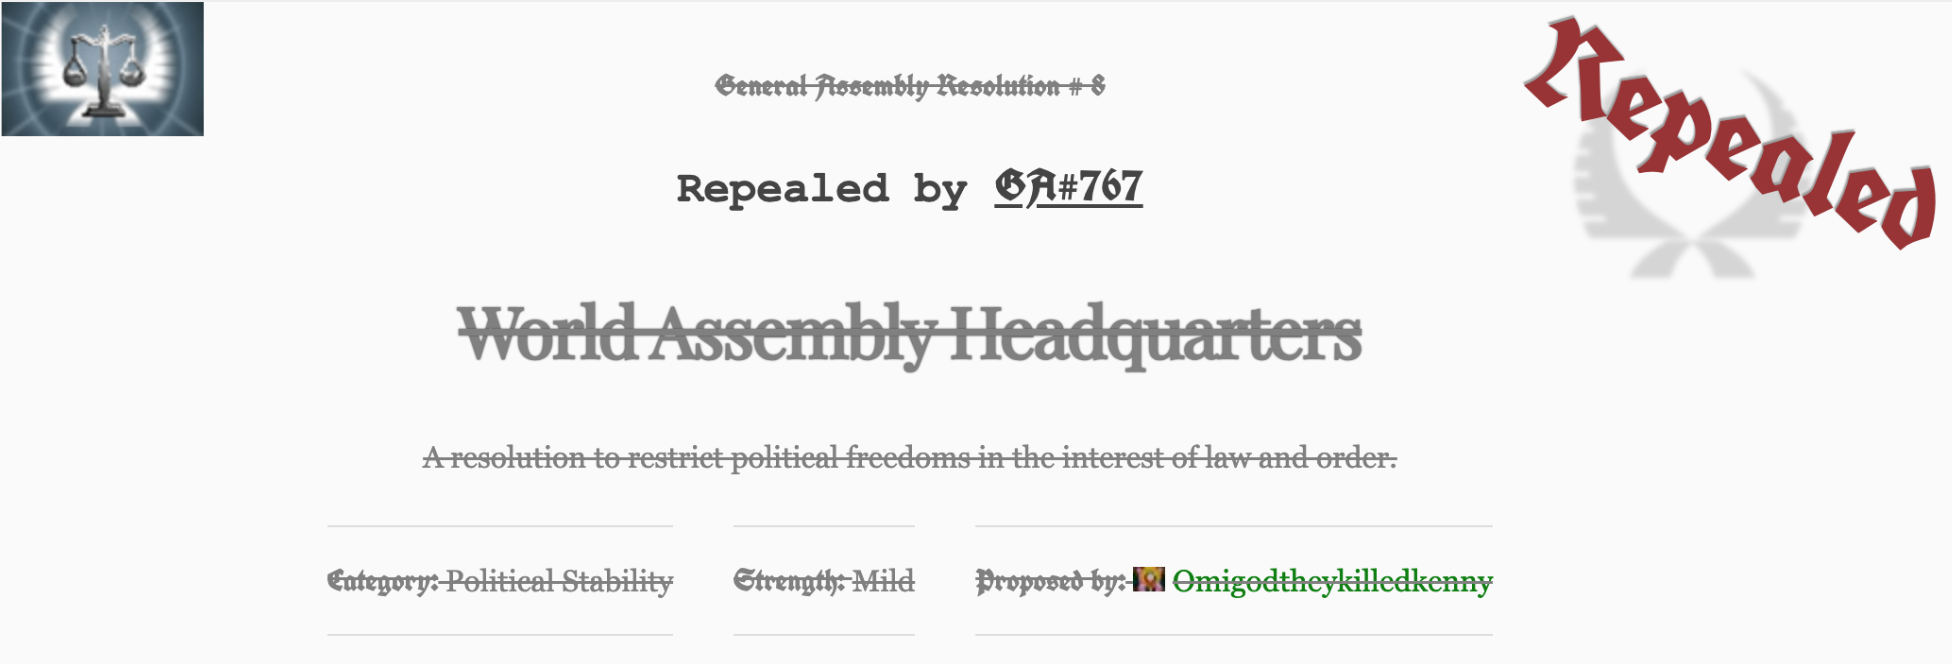 General Assembly Resolution # 8
Repealed
Repealed by GA#767
World Assembly Headquarters
A resolution to restrict political freedoms in the interest of law and order.
Category: Political Stability
Strength: Mild
Proposed by: Omigodtheykilledkenny